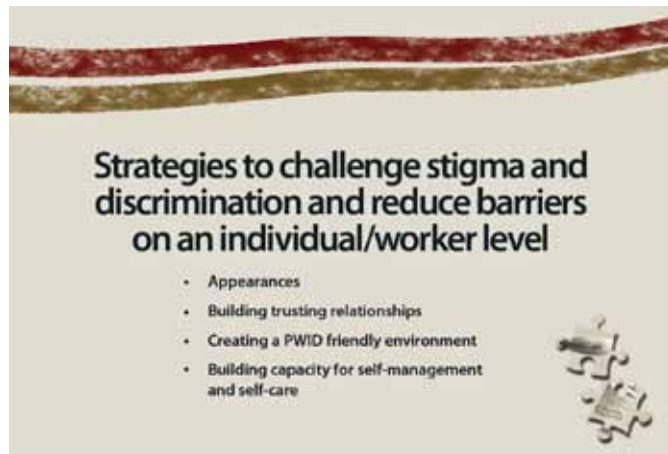 Strategies to challenge stigma and
discrimination and reduce barriers
on an individual/worker level
• Appearances
• Building trusting relationships
• Creating a PWID friendly environment
• Building capacity for self-management
and self-care